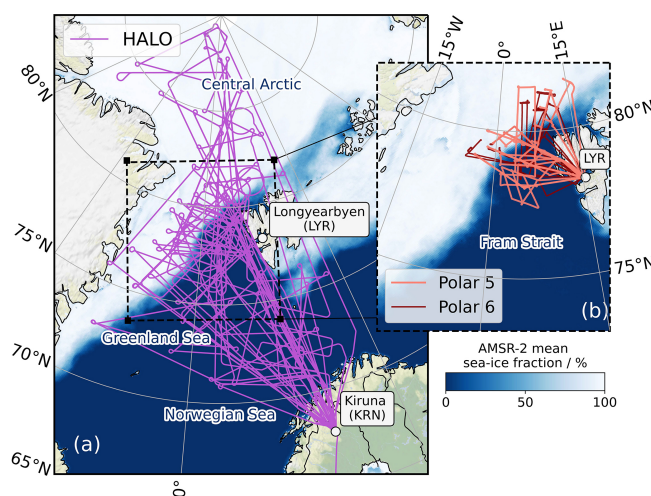 HALO
Central Arctic
80°N
75°N
70°N
65°N
0°
Longyearbyen
(LYR)
Greenland Sea
Norwegian Sea
Kiruna
(KRN)
(a)
15°W
0°
15°E
80°N
75°N
LYR
Fram Strait
Polar 5
Polar 6
(b)
AMSR-2 mean
sea-ice fraction / %
0
50
100